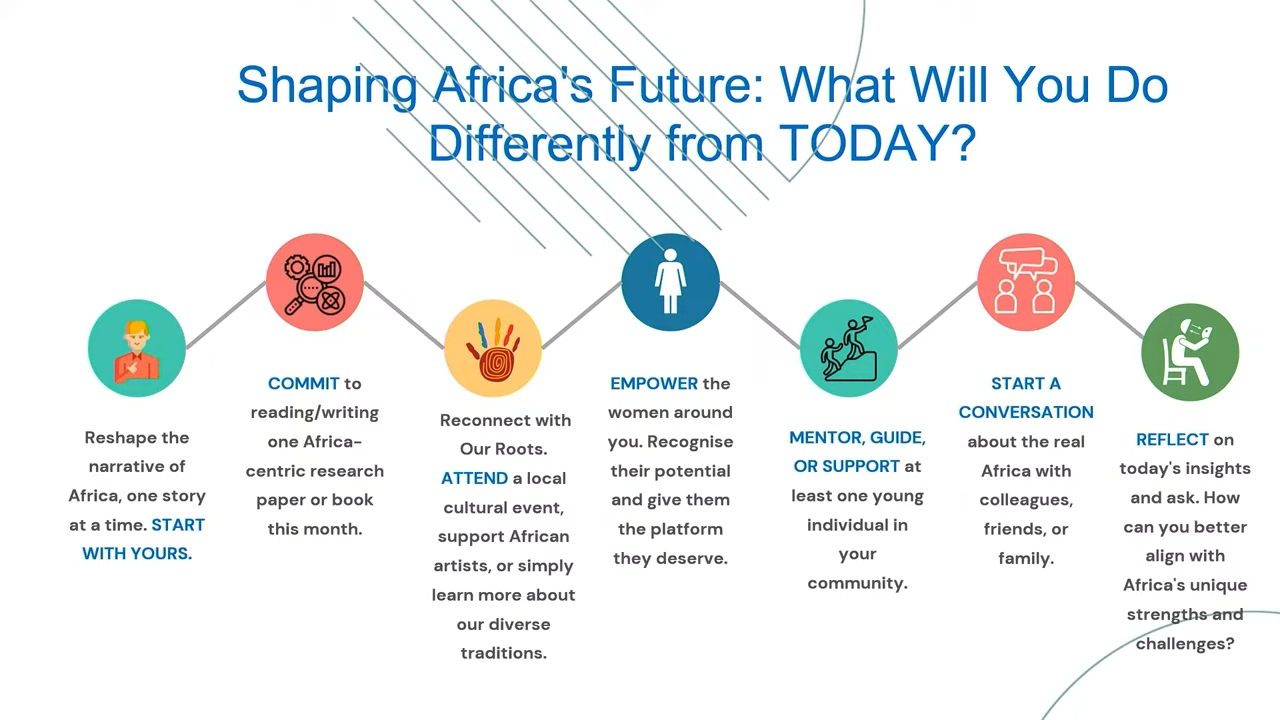 Shaping Africa's Future: What Will You Do
Differently from TODAY?
Reshape the
narrative of
Africa, one story
at a time. START
WITH YOURS.
COMMIT to
reading/writing
one Africa-
centric research
paper or book
this month.
Reconnect with
Our Roots.
ATTEND a local
cultural event,
support African
artists, or simply
learn more about
our diverse
traditions.
EMPOWER the
women around
you. Recognise
their potential
and give them
the platform
they deserve.
MENTOR, GUIDE,
OR SUPPORT at
least one young
individual in
your
community.
START A
CONVERSATION
about the real
Africa with
colleagues,
friends, or
family.
REFLECT on
today's insights
and ask. How
can you better
align with
Africa's unique
strengths and
challenges?